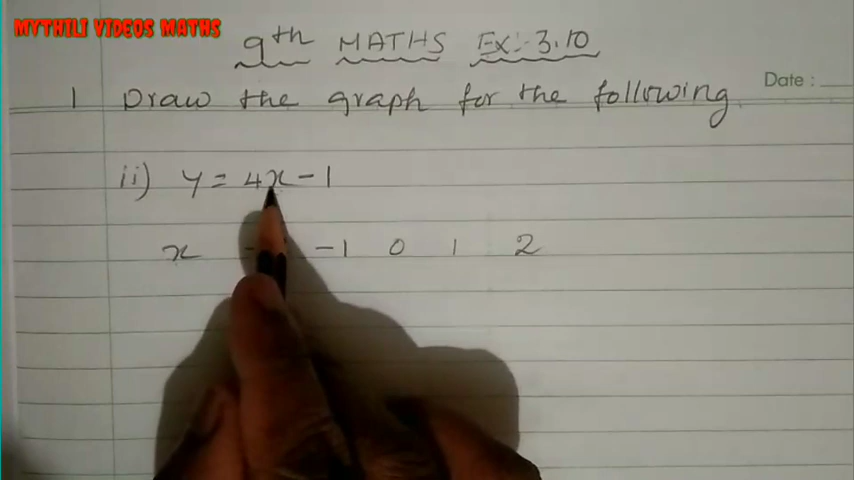 MYTHILI VIDEOS MATHS
9th MATHS Ex:-3.10
Date :
1 Draw the graph for the following
ii) y = 4x - 1
x - -1 0 1 2